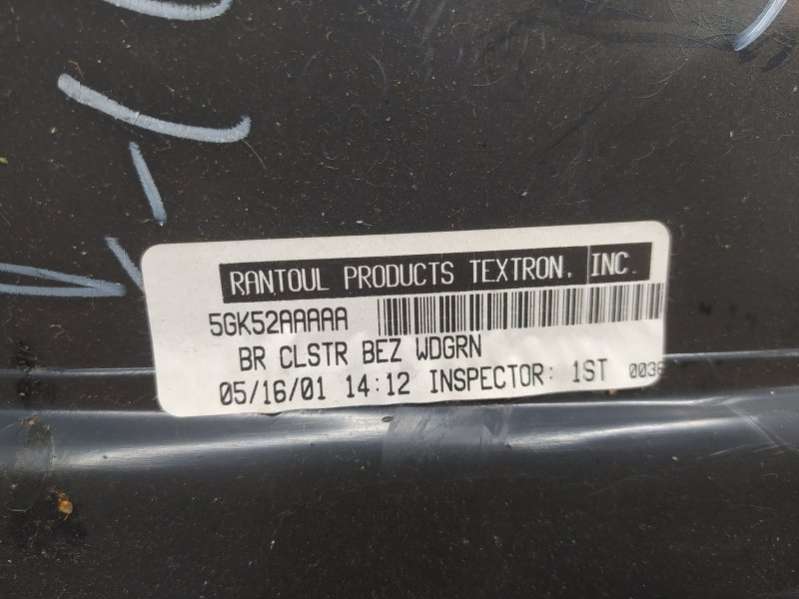 RANTOUL PRODUCTS TEXTRON, INC.
5GK52AAAAA
BR CLSTR BEZ WDGRN
05/16/01 14:12 INSPECTOR: 1ST